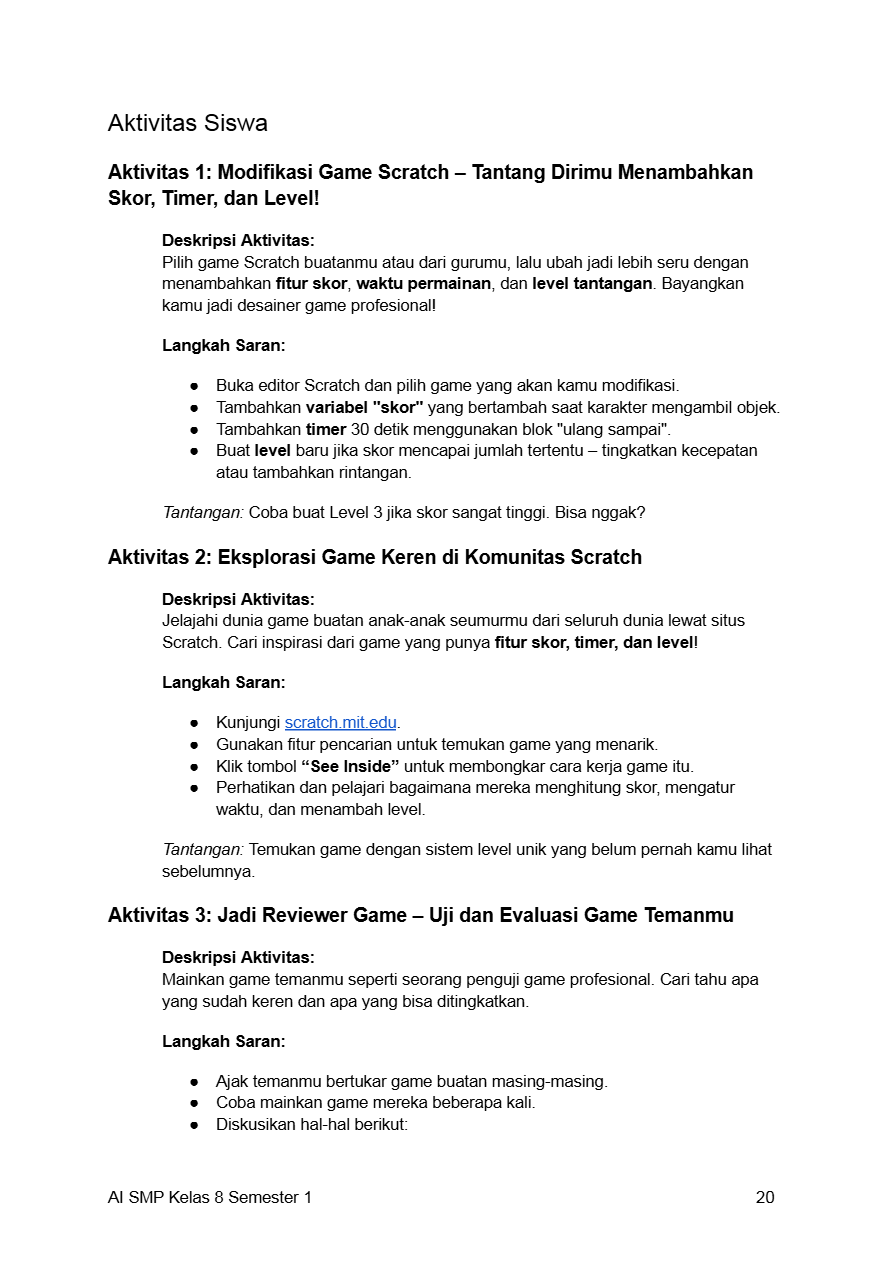 Aktivitas Siswa
Aktivitas 1: Modifikasi Game Scratch – Tantang Dirimu Menambahkan
Skor, Timer, dan Level!
Deskripsi Aktivitas:
Pilih game Scratch buatanmu atau dari gurumu, lalu ubah jadi lebih seru dengan
menambahkan fitur skor, waktu permainan, dan level tantangan. Bayangkan
kamu jadi desainer game profesional!
Langkah Saran:
● Buka editor Scratch dan pilih game yang akan kamu modifikasi.
● Tambahkan variabel "skor" yang bertambah saat karakter mengambil objek.
● Tambahkan timer 30 detik menggunakan blok "ulang sampai".
● Buat level baru jika skor mencapai jumlah tertentu – tingkatkan kecepatan
atau tambahkan rintangan.
Tantangan: Coba buat Level 3 jika skor sangat tinggi. Bisa nggak?
Aktivitas 2: Eksplorasi Game Keren di Komunitas Scratch
Deskripsi Aktivitas:
Jelajahi dunia game buatan anak-anak seumurmu dari seluruh dunia lewat situs
Scratch. Cari inspirasi dari game yang punya fitur skor, timer, dan level!
Langkah Saran:
● Kunjungi scratch.mit.edu.
● Gunakan fitur pencarian untuk temukan game yang menarik.
● Klik tombol “See Inside” untuk membongkar cara kerja game itu.
● Perhatikan dan pelajari bagaimana mereka menghitung skor, mengatur
waktu, dan menambah level.
Tantangan: Temukan game dengan sistem level unik yang belum pernah kamu lihat
sebelumnya.
Aktivitas 3: Jadi Reviewer Game – Uji dan Evaluasi Game Temanmu
Deskripsi Aktivitas:
Mainkan game temanmu seperti seorang penguji game profesional. Cari tahu apa
yang sudah keren dan apa yang bisa ditingkatkan.
Langkah Saran:
● Ajak temanmu bertukar game buatan masing-masing.
● Coba mainkan game mereka beberapa kali.
● Diskusikan hal-hal berikut:
AI SMP Kelas 8 Semester 1 20